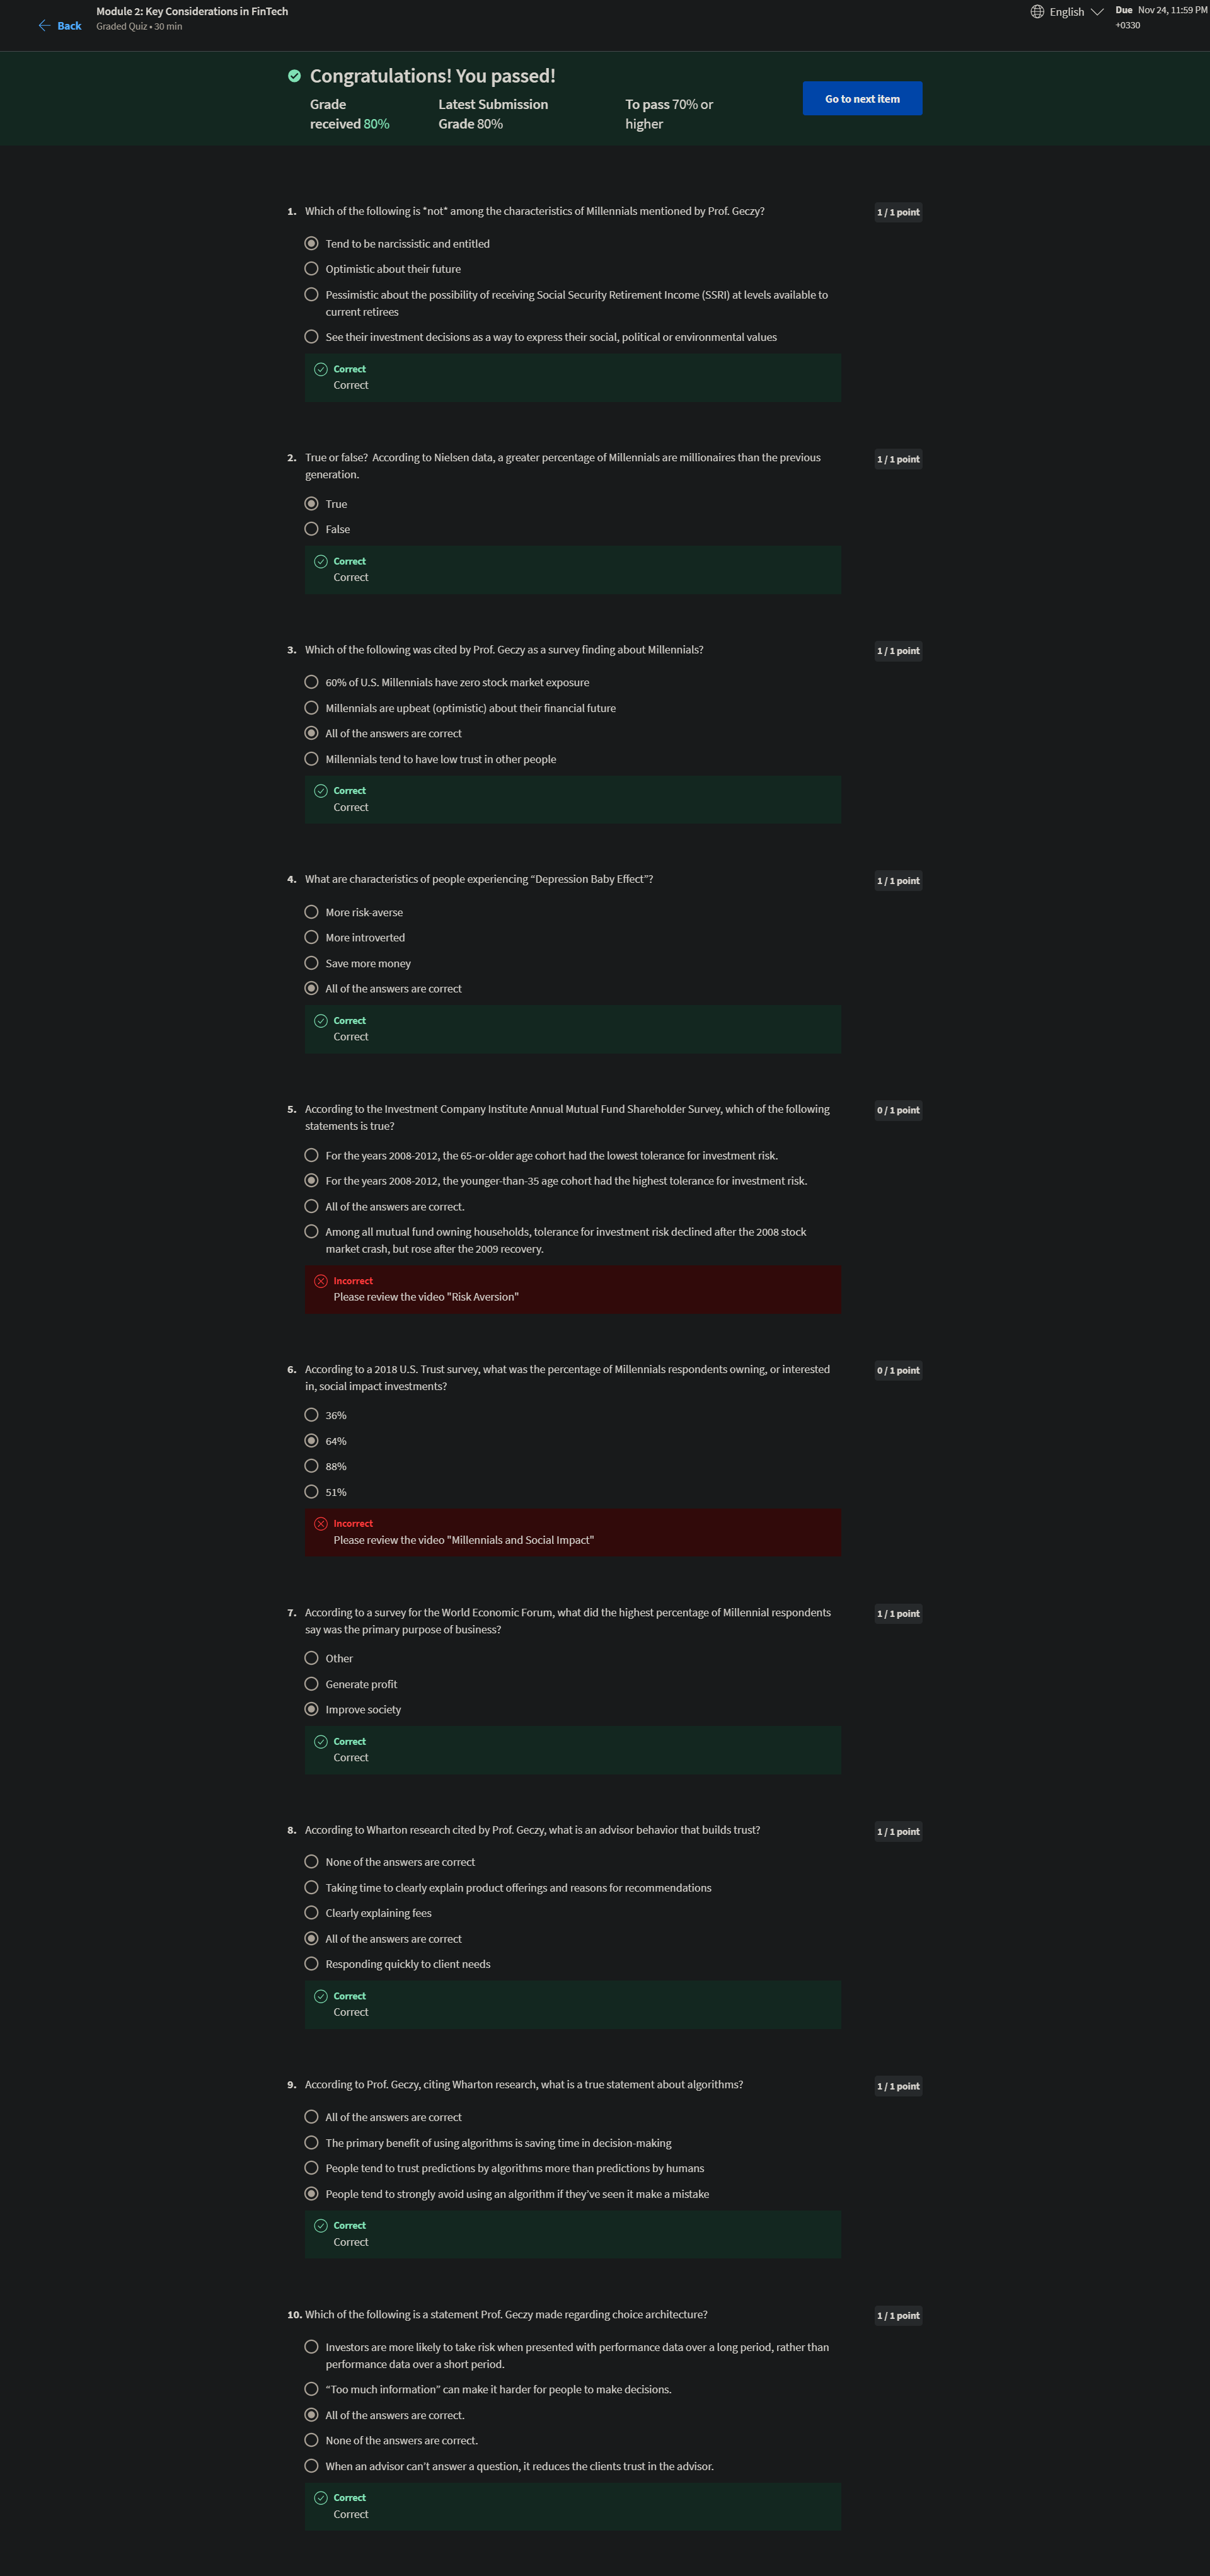 Back
Module 2: Key Considerations in FinTech
Graded Quiz • 30 min
English
Due Nov 24, 11:59 PM
+0330
Congratulations! You passed!
Grade
received 80%
Latest Submission
Grade 80%
To pass 70% or
higher
Go to next item
1. Which of the following is *not* among the characteristics of Millennials mentioned by Prof. Geczy?
1 / 1 point
Tend to be narcissistic and entitled
Optimistic about their future
Pessimistic about the possibility of receiving Social Security Retirement Income (SSRI) at levels available to
current retirees
See their investment decisions as a way to express their social, political or environmental values
Correct
Correct
2. True or false? According to Nielsen data, a greater percentage of Millennials are millionaires than the previous
generation.
1 / 1 point
True
False
Correct
Correct
3. Which of the following was cited by Prof. Geczy as a survey finding about Millennials?
1 / 1 point
60% of U.S. Millennials have zero stock market exposure
Millennials are upbeat (optimistic) about their financial future
All of the answers are correct
Millennials tend to have low trust in other people
Correct
Correct
4. What are characteristics of people experiencing “Depression Baby Effect”?
1 / 1 point
More risk-averse
More introverted
Save more money
All of the answers are correct
Correct
Correct
5. According to the Investment Company Institute Annual Mutual Fund Shareholder Survey, which of the following
statements is true?
0 / 1 point
For the years 2008-2012, the 65-or-older age cohort had the lowest tolerance for investment risk.
For the years 2008-2012, the younger-than-35 age cohort had the highest tolerance for investment risk.
All of the answers are correct.
Among all mutual fund owning households, tolerance for investment risk declined after the 2008 stock
market crash, but rose after the 2009 recovery.
Incorrect
Please review the video "Risk Aversion"
6. According to a 2018 U.S. Trust survey, what was the percentage of Millennials respondents owning, or interested
in, social impact investments?
0 / 1 point
36%
64%
88%
51%
Incorrect
Please review the video "Millennials and Social Impact"
7. According to a survey for the World Economic Forum, what did the highest percentage of Millennial respondents
say was the primary purpose of business?
1 / 1 point
Other
Generate profit
Improve society
Correct
Correct
8. According to Wharton research cited by Prof. Geczy, what is an advisor behavior that builds trust?
1 / 1 point
None of the answers are correct
Taking time to clearly explain product offerings and reasons for recommendations
Clearly explaining fees
All of the answers are correct
Responding quickly to client needs
Correct
Correct
9. According to Prof. Geczy, citing Wharton research, what is a true statement about algorithms?
1 / 1 point
All of the answers are correct
The primary benefit of using algorithms is saving time in decision-making
People tend to trust predictions by algorithms more than predictions by humans
People tend to strongly avoid using an algorithm if they’ve seen it make a mistake
Correct
Correct
10. Which of the following is a statement Prof. Geczy made regarding choice architecture?
1 / 1 point
Investors are more likely to take risk when presented with performance data over a long period, rather than
performance data over a short period.
“Too much information” can make it harder for people to make decisions.
All of the answers are correct.
None of the answers are correct.
When an advisor can’t answer a question, it reduces the clients trust in the advisor.
Correct
Correct